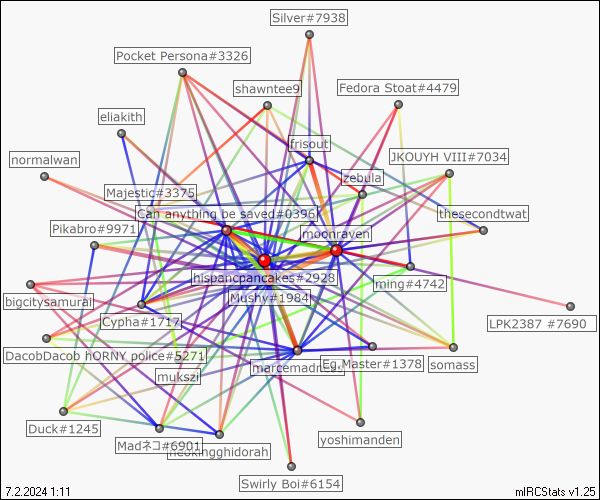 Silver#7938
Pocket Persona#3326
shawntee9
Fedora Stoat#4479
eliakith
frisout
normalwan
JKOUYH VIII#7034
zebula
Majestic#3375
Can anything be saved#0396
thesecondtwat
Pikabro#9971
moonraven
hispancpancakes#2928
ming#4742
Mushy#1984
bigcitysamurai
Cypha#1717
LPK2387 #7690
DacobDacob hORNY police#5271
marcemadness
Eg.Master#1378
somass
mukszi
Duck#1245
Madネコ#6901
neokingghidorah
yoshimanden
Swirly Boi#6154
7.2.2024 1:11
mIRCStats v1.25